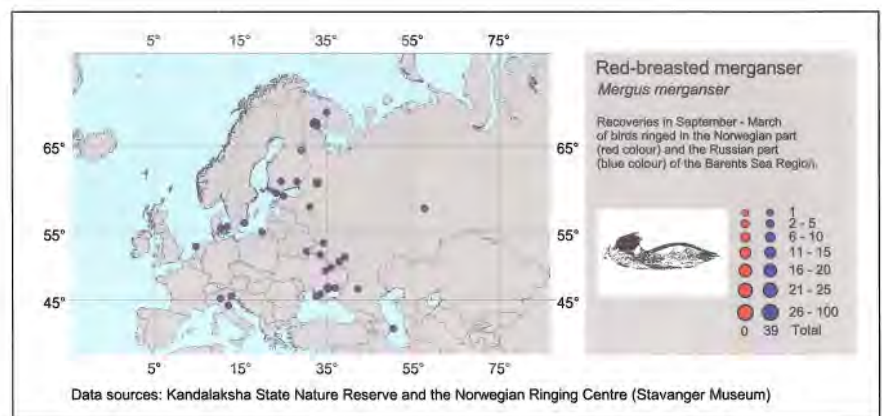 5° 15° 35° 55° 75°
65° 65°
55° 55°
45° 45°
5° 15° 35° 55° 75°
Red-breasted merganser
Mergus merganser
Recoveries in September - March
of birds ringed in the Norwegian part
(red colour) and the Russian part
(blue colour) of the Barents Sea Region.
1
2 - 5
6 - 10
11 - 15
16 - 20
21 - 25
26 - 100
0 39 Total
Data sources: Kandalaksha State Nature Reserve and the Norwegian Ringing Centre (Stavanger Museum)